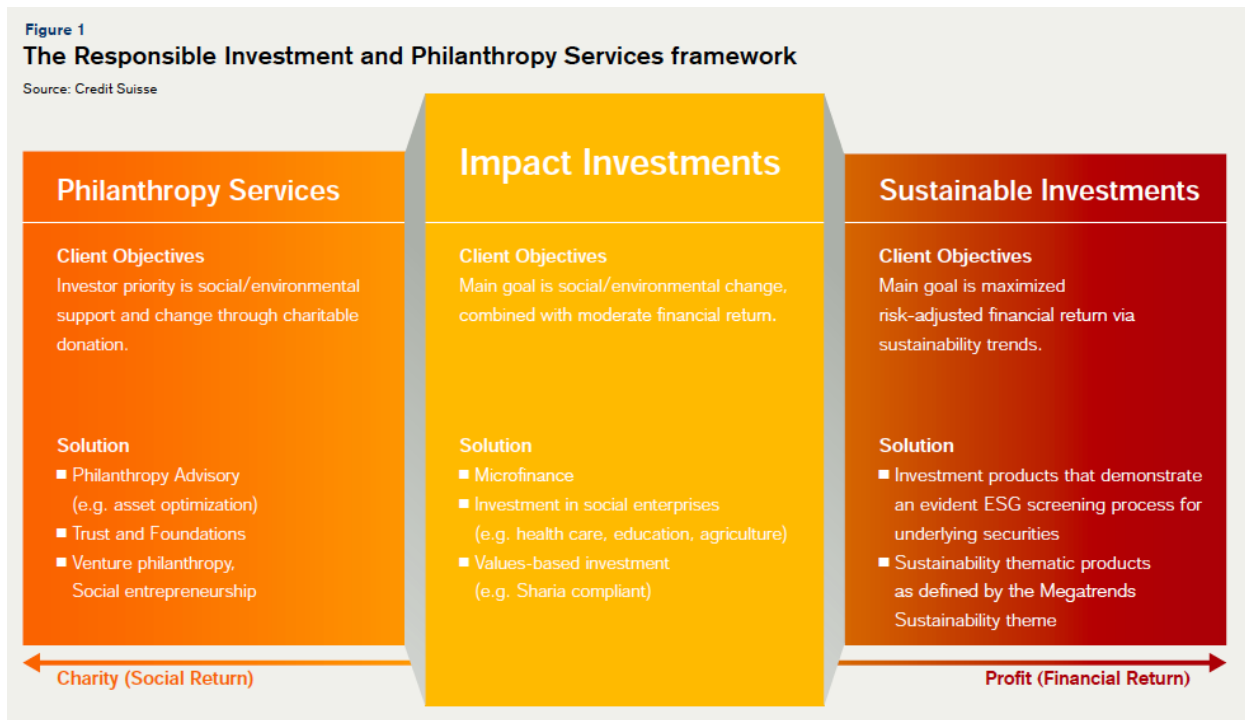 Figure 1
The Responsible Investment and Philanthropy Services framework
Source: Credit Suisse
Philanthropy Services
Client Objectives
Investor priority is social/environmental
support and change through charitable
donation.
Solution
■ Philanthropy Advisory
(e.g. asset optimization)
■ Trust and Foundations
■ Venture philanthropy,
Social entrepreneurship
Impact Investments
Client Objectives
Main goal is social/environmental change,
combined with moderate financial return.
Solution
■ Microfinance
■ Investment in social enterprises
(e.g. health care, education, agriculture)
■ Values-based investment
(e.g. Sharia compliant)
Sustainable Investments
Client Objectives
Main goal is maximized
risk-adjusted financial return via
sustainability trends.
Solution
■ Investment products that demonstrate
an evident ESG screening process for
underlying securities
■ Sustainability thematic products
as defined by the Megatrends
Sustainability theme
Charity (Social Return)
Profit (Financial Return)